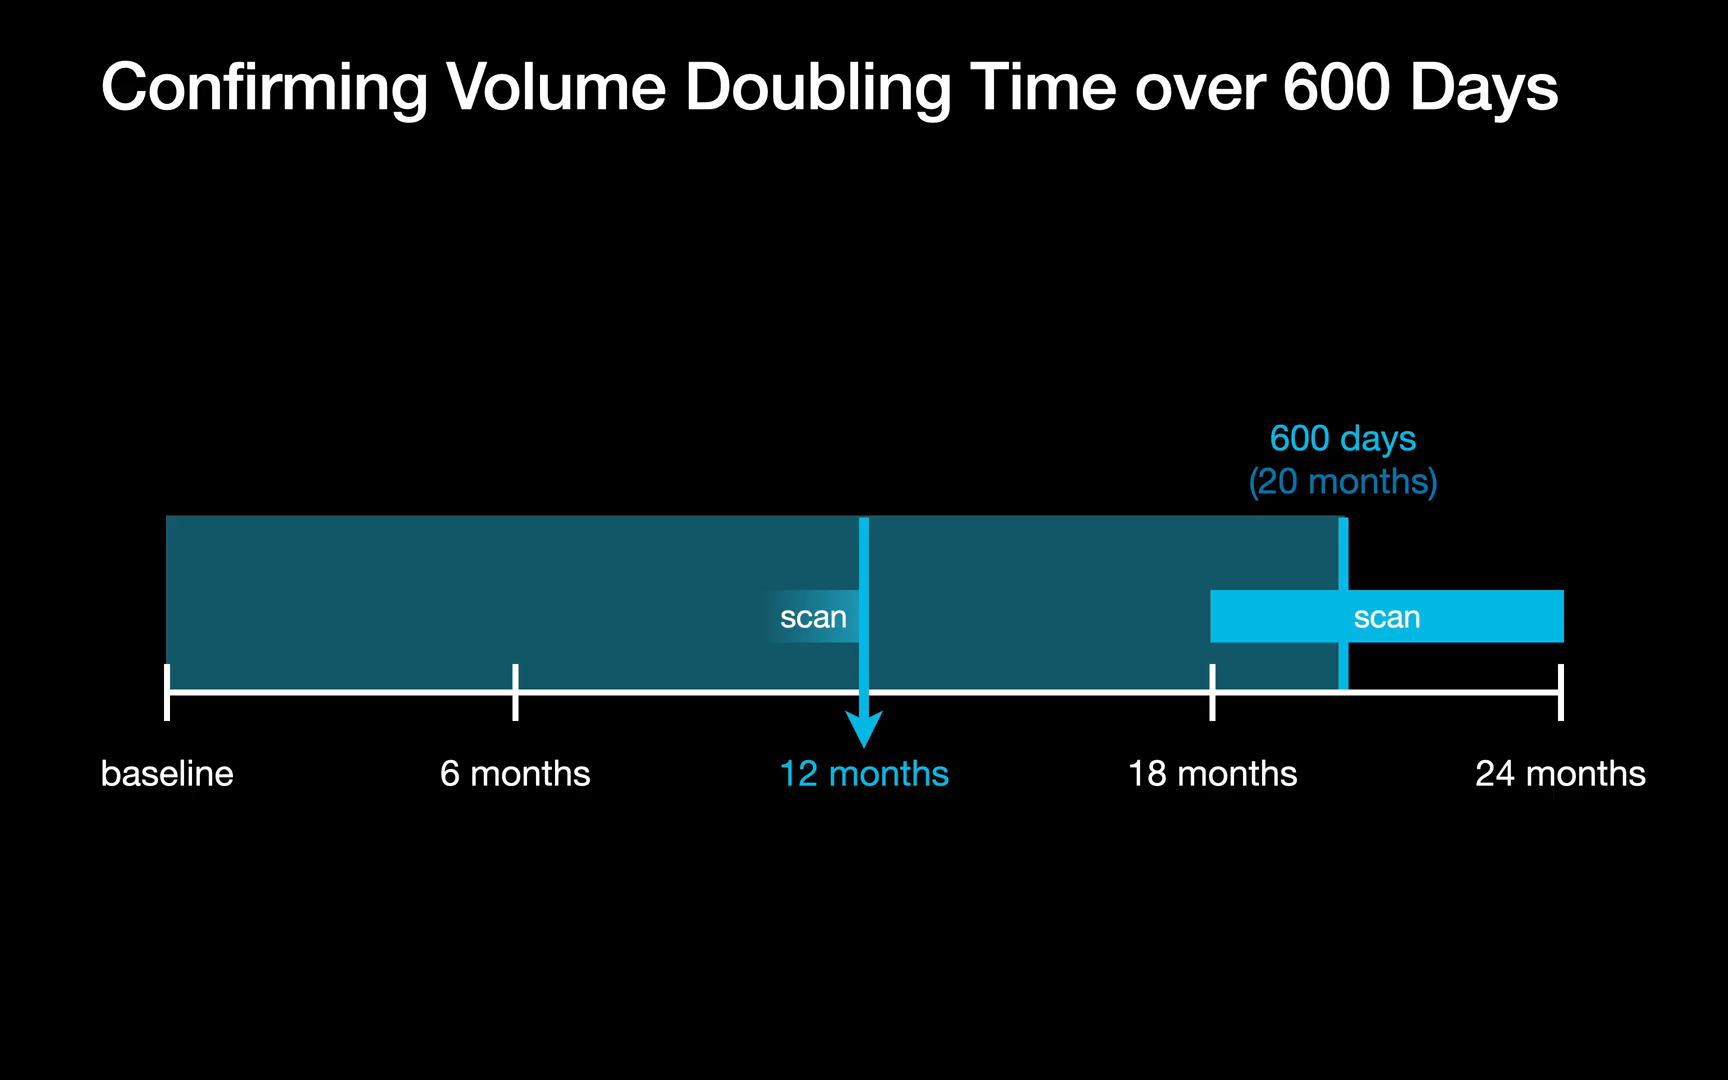 Confirming Volume Doubling Time over 600 Days
600 days
(20 months)
scan
scan
baseline
6 months
12 months
18 months
24 months